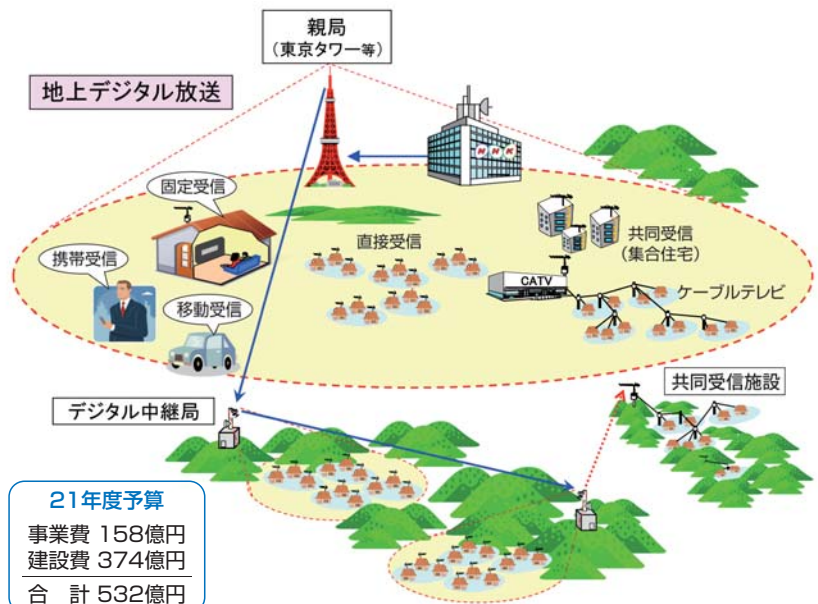 親局
(東京タワー等)
地上デジタル放送
NHK
固定受信
直接受信
共同受信
(集合住宅)
携帯受信
CATV
ケーブルテレビ
移動受信
共同受信施設
デジタル中継局
21年度予算
事業費 158億円
建設費 374億円
合 計 532億円